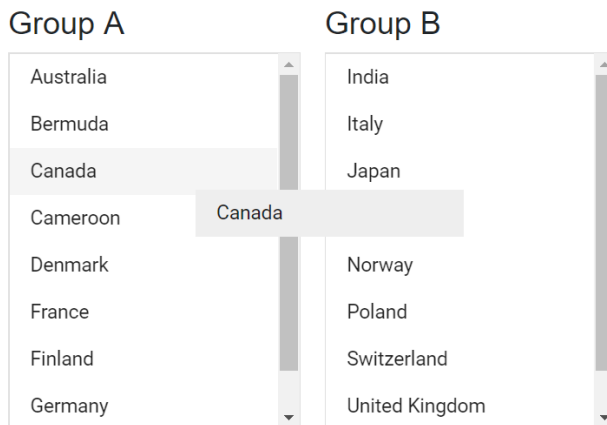 Group A
Australia
Bermuda
Canada
Cameroon
Denmark
France
Finland
Germany
Canada
Group B
India
Italy
Japan
Norway
Poland
Switzerland
United Kingdom